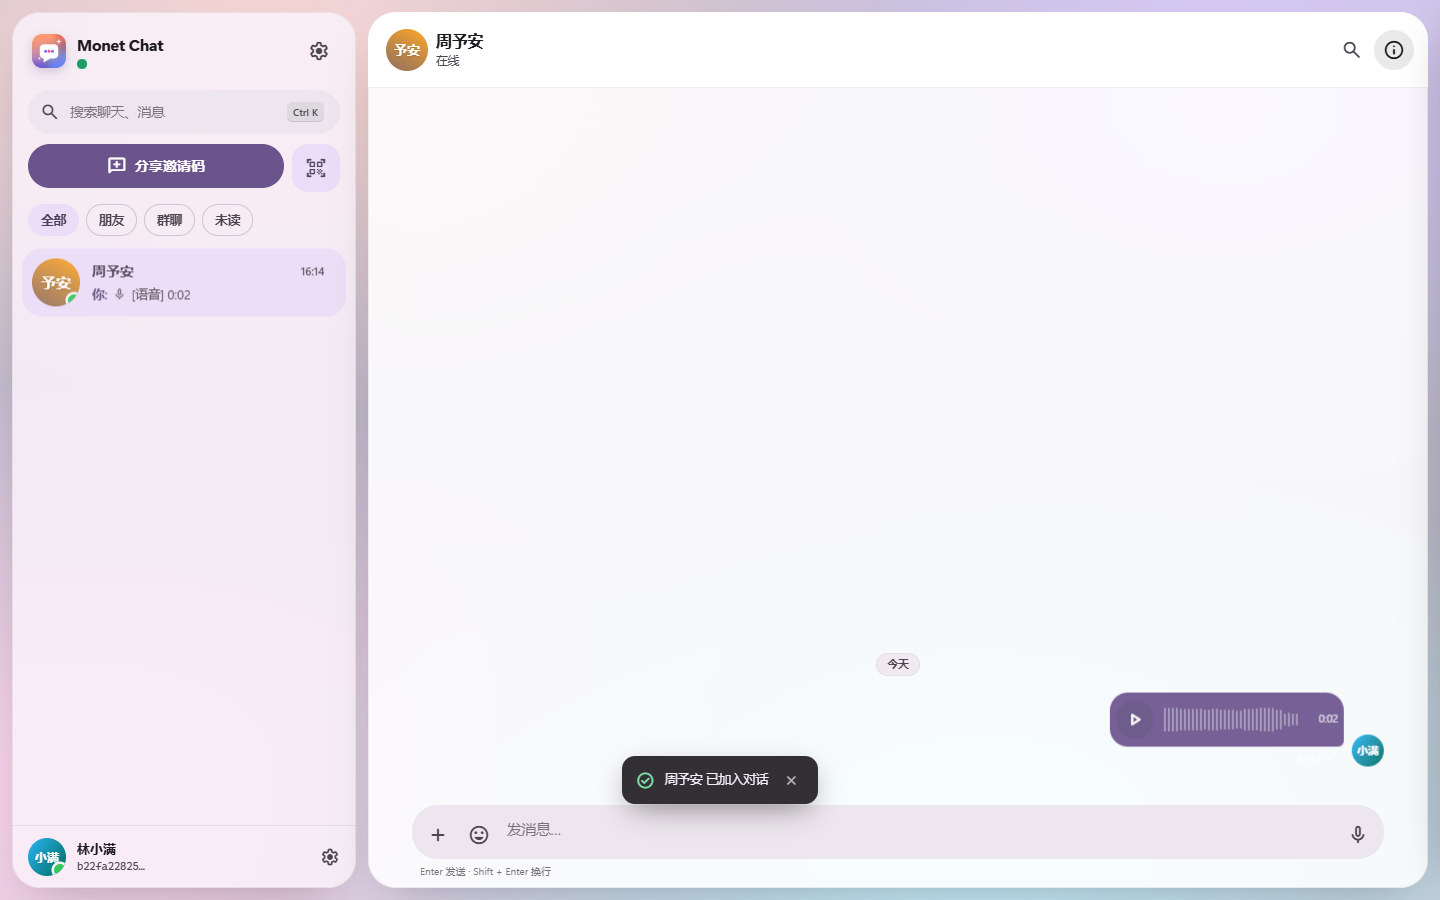 Monet Chat
搜索聊天、消息
Ctrl K
分享邀请码
全部
朋友
群聊
未读
予安
周予安
16:14
你: [语音] 0:02
小满
林小满
b22fa22825…
予安
周予安
在线
今天
0:02
小满
周予安 已加入对话
发消息…
Enter 发送 · Shift + Enter 换行